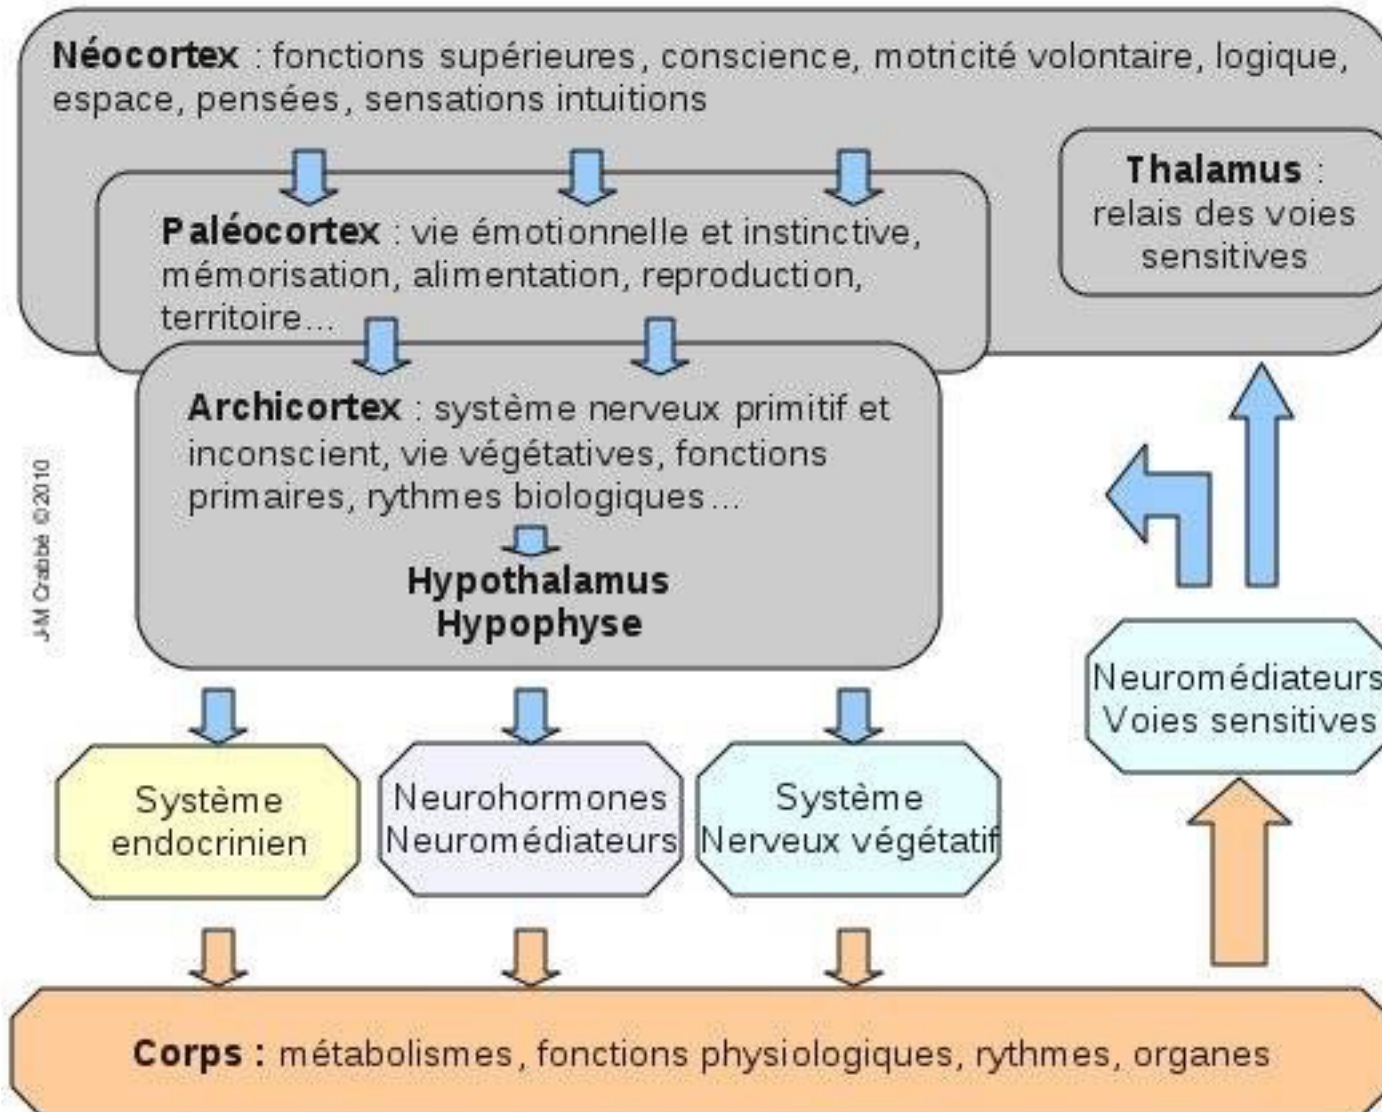 Néocortex : fonctions supérieures, conscience, motricité volontaire, logique,
espace, pensées, sensations intuitions
Thalamus :
relais des voies
sensitives
Paléocortex : vie émotionnelle et instinctive,
mémorisation, alimentation, reproduction,
territoire...
Archicortex : système nerveux primitif et
inconscient, vie végétatives, fonctions
primaires, rythmes biologiques...
Hypothalamus
Hypophyse
J-M Crabbé ©2010
Neuromédiateurs
Voies sensitives
Système
endocrinien
Neurohormones
Neuromédiateurs
Système
Nerveux végétatif
Corps : métabolismes, fonctions physiologiques, rythmes, organes